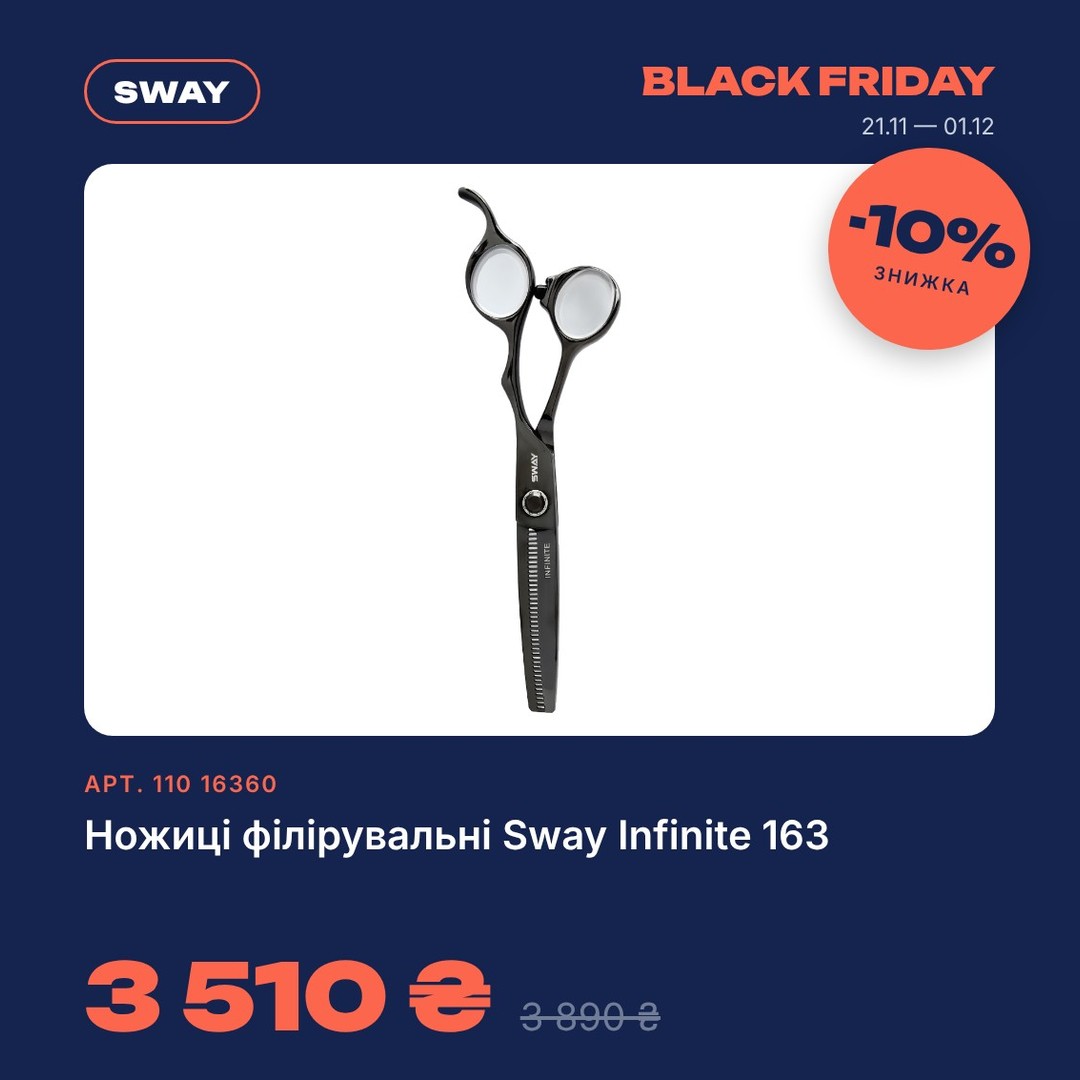 SWAY
BLACK FRIDAY
21.11 — 01.12
-10%
ЗНИЖКА
SWAY
INFINITE
АРТ. 110 16360
Ножиці філірувальні Sway Infinite 163
3 510 ₴
3 890 ₴